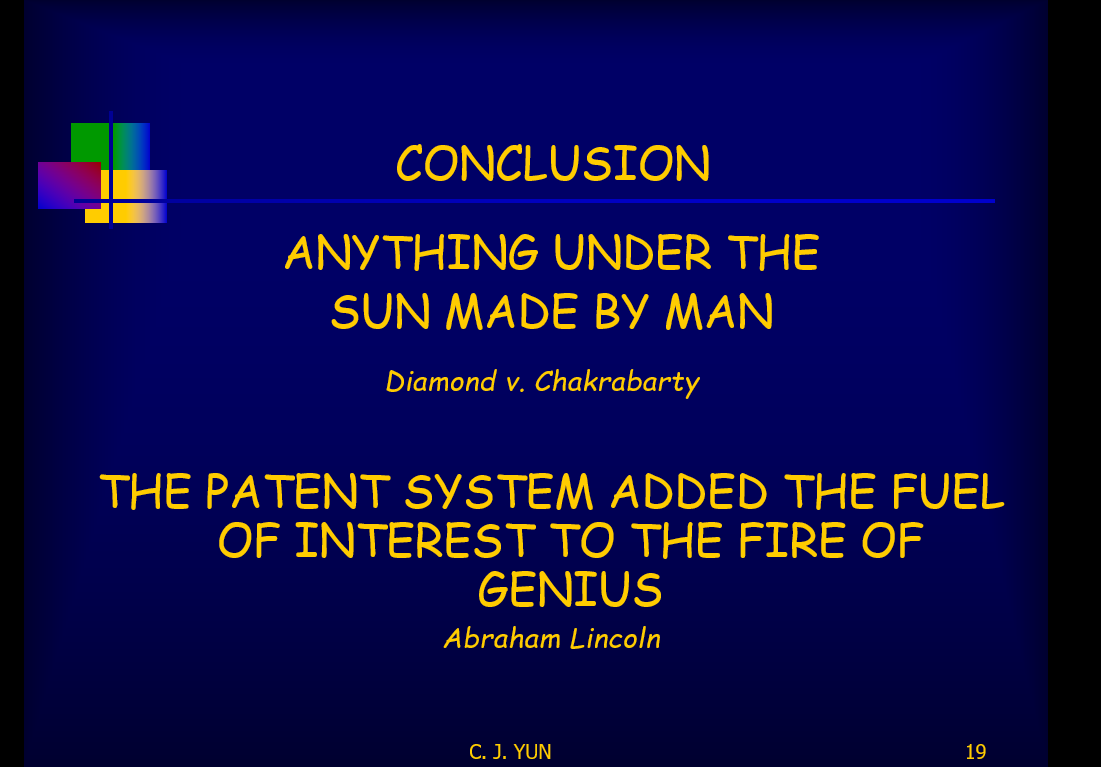 CONCLUSION
ANYTHING UNDER THE
SUN MADE BY MAN
Diamond v. Chakrabarty
THE PATENT SYSTEM ADDED THE FUEL
OF INTEREST TO THE FIRE OF
GENIUS
Abraham Lincoln
C. J. YUN
19